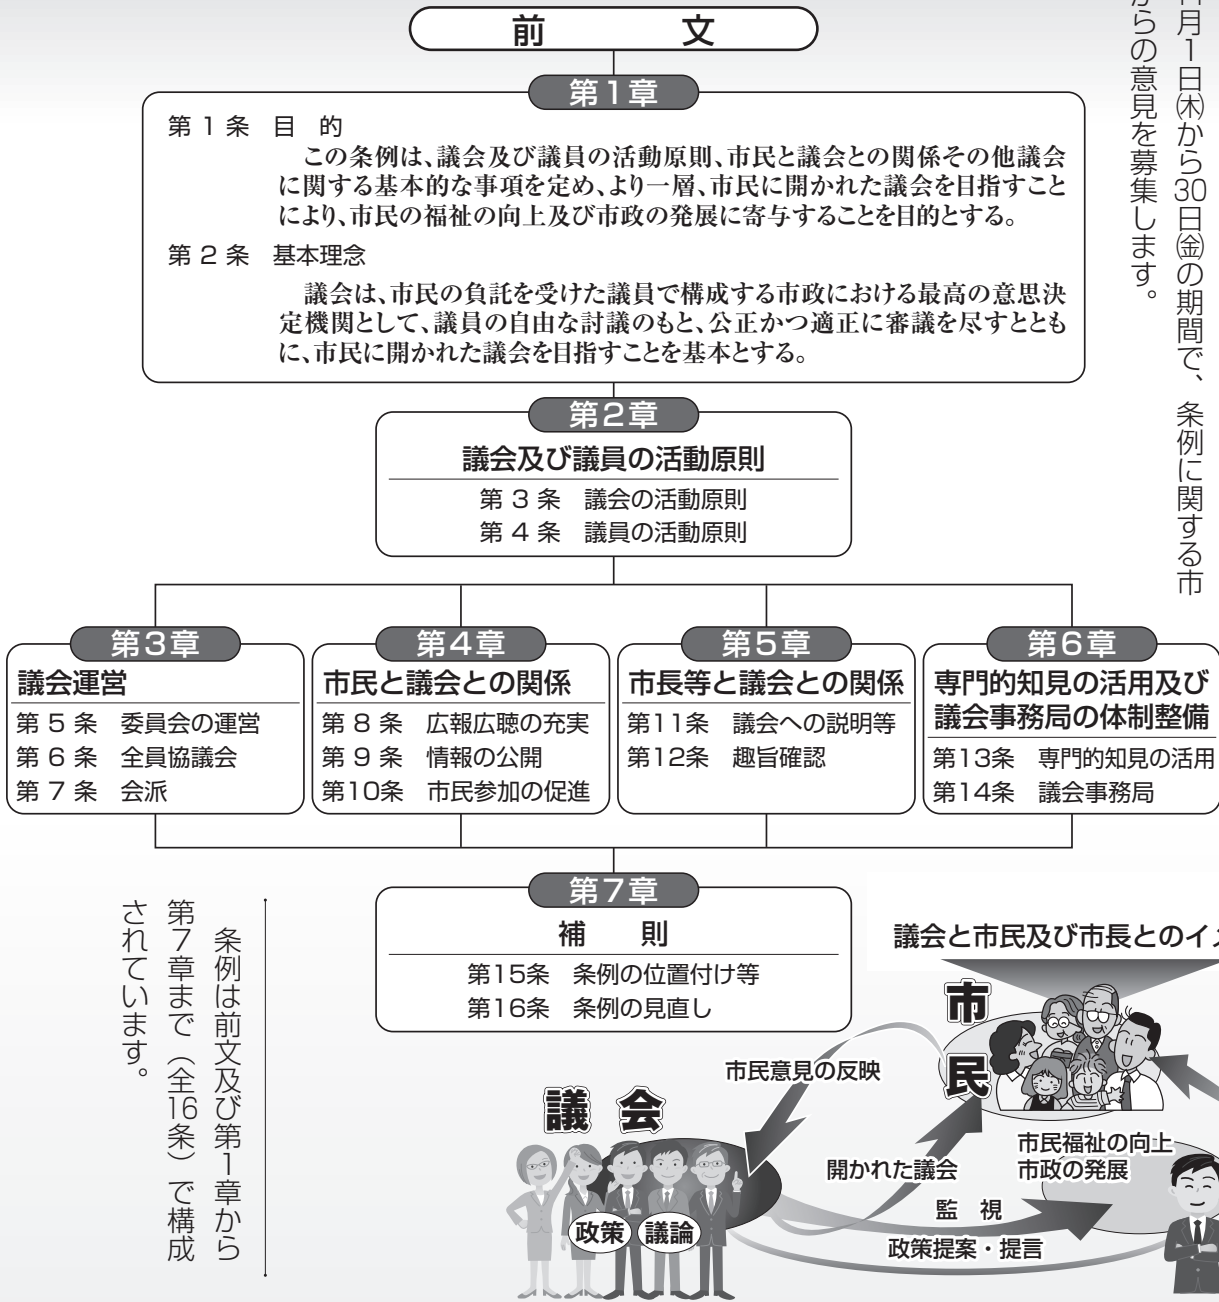 月1日㈭から30日㈮の期間で、条例に関する市
からの意見を募集します。
前　文
第1章
第1条　目　的
この条例は、議会及び議員の活動原則、市民と議会との関係その他議会
に関する基本的な事項を定め、より一層、市民に開かれた議会を目指すこと
により、市民の福祉の向上及び市政の発展に寄与することを目的とする。
第2条　基本理念
議会は、市民の負託を受けた議員で構成する市政における最高の意思決
定機関として、議員の自由な討議のもと、公正かつ適正に審議を尽すととも
に、市民に開かれた議会を目指すことを基本とする。
第2章
議会及び議員の活動原則
第3条　議会の活動原則
第4条　議員の活動原則
第3章
議会運営
第5条　委員会の運営
第6条　全員協議会
第7条　会派
第4章
市民と議会との関係
第8条　広報広聴の充実
第9条　情報の公開
第10条　市民参加の促進
第5章
市長等と議会との関係
第11条　議会への説明等
第12条　趣旨確認
第6章
専門的知見の活用及び
議会事務局の体制整備
第13条　専門的知見の活用
第14条　議会事務局
第7章
補　則
第15条　条例の位置付け等
第16条　条例の見直し
条例は前文及び第1章から
第7章まで（全16条）で構成
されています。
議会と市民及び市長とのイ
市民
市民意見の反映
議会
開かれた議会
市民福祉の向上
市政の発展
監視
政策提案・提言
政策
議論